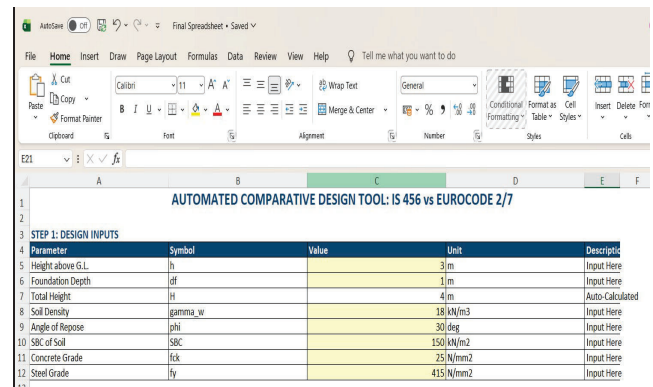 AutoSave Off Final Spreadsheet • Saved
File Home Insert Draw Page Layout Formulas Data Review View Help Tell me what you want to do
Paste Cut Copy Format Painter Calibri 11 A A Wrap Text General Conditional Formatting Format as Table Cell Styles Insert Delete
B I U A Merge & Center % 9
Clipboard Font Alignment Number Styles Cells
E21 fx
A B C D E F
1 AUTOMATED COMPARATIVE DESIGN TOOL: IS 456 vs EUROCODE 2/7
2
3 STEP 1: DESIGN INPUTS
4 Parameter Symbol Value Unit Descriptio
5 Height above G.L. h 3 m Input Here
6 Foundation Depth df 1 m Input Here
7 Total Height H 4 m Auto-Calculated
8 Soil Density gamma_w 18 kN/m3 Input Here
9 Angle of Repose phi 30 deg Input Here
10 SBC of Soil SBC 150 kN/m2 Input Here
11 Concrete Grade fck 25 N/mm2 Input Here
12 Steel Grade fy 415 N/mm2 Input Here